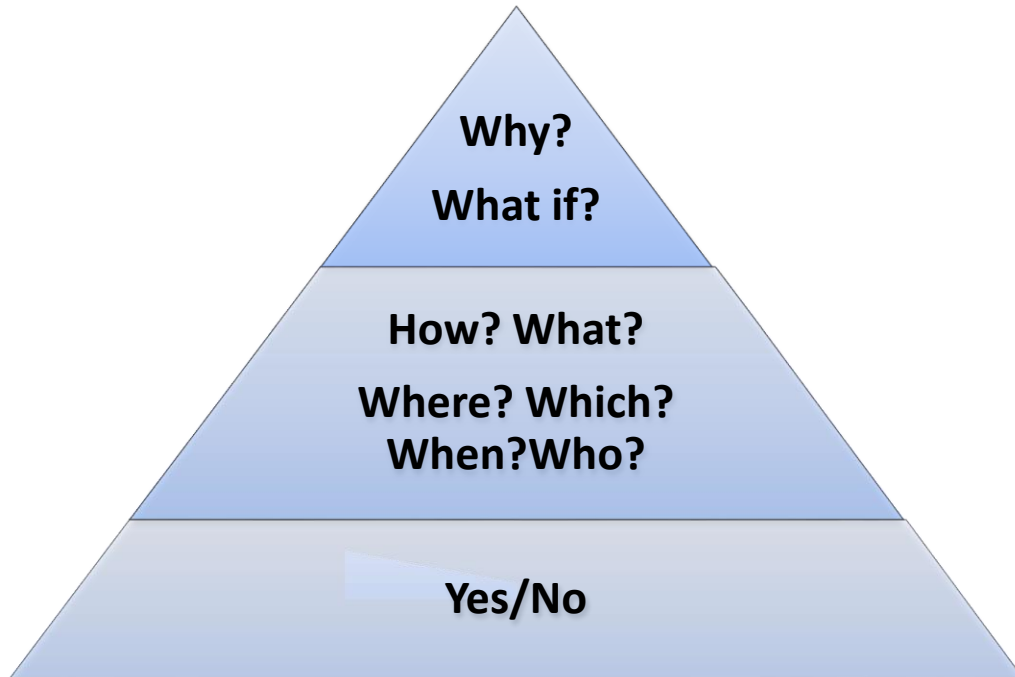 Why?
What if?
How? What?
Where? Which?
When?Who?
Yes/No